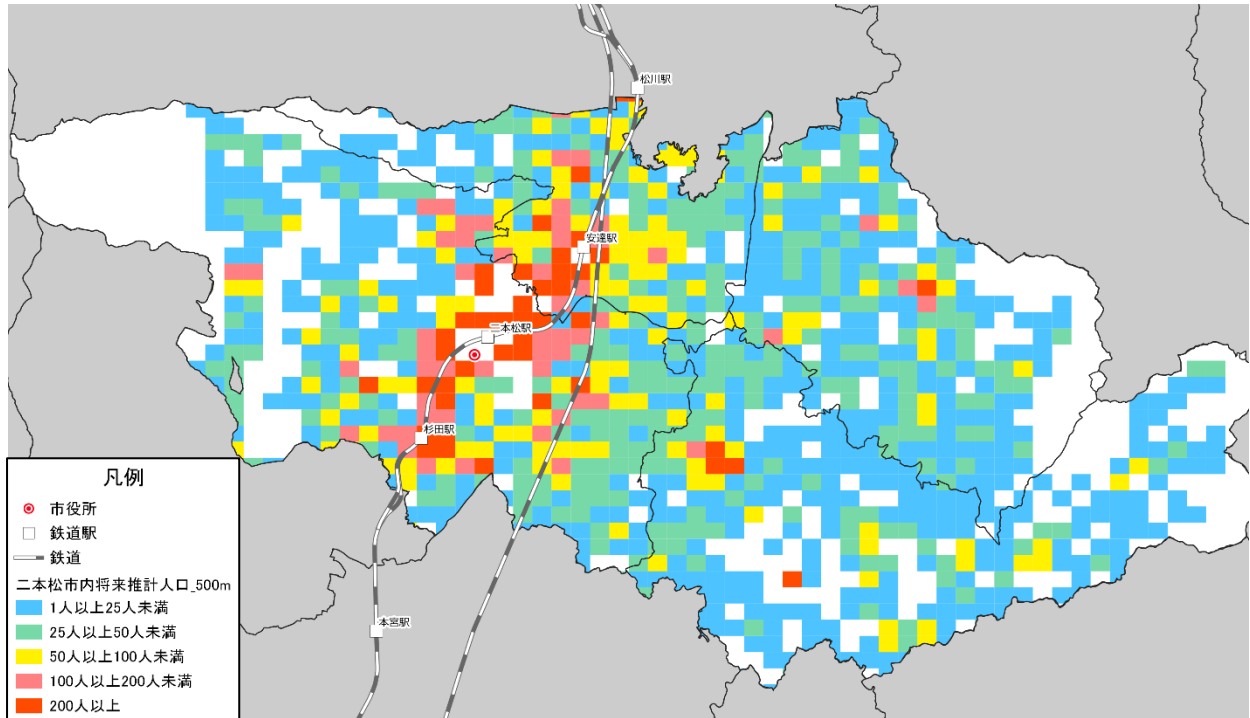 松川駅
安達駅
二本松駅
杉田駅
本宮駅
凡例
市役所
鉄道駅
鉄道
二本松市内将来推計人口_500m
1人以上25人未満
25人以上50人未満
50人以上100人未満
100人以上200人未満
200人以上